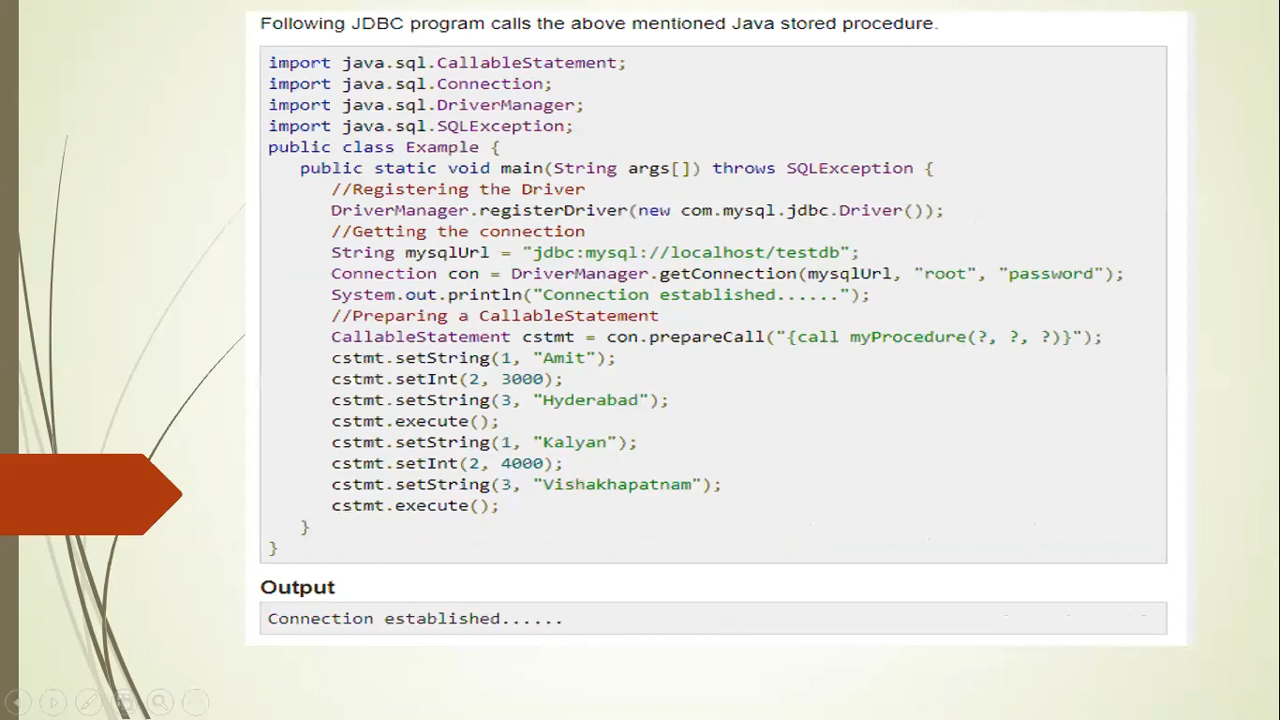 Following JDBC program calls the above mentioned Java stored procedure.
import java.sql.CallableStatement;
import java.sql.Connection;
import java.sql.DriverManager;
import java.sql.SQLException;
public class Example {
   public static void main(String args[]) throws SQLException {
      //Registering the Driver
      DriverManager.registerDriver(new com.mysql.jdbc.Driver());
      //Getting the connection
      String mysqlUrl = "jdbc:mysql://localhost/testdb";
      Connection con = DriverManager.getConnection(mysqlUrl, "root", "password");
      System.out.println("Connection established......");
      //Preparing a CallableStatement
      CallableStatement cstmt = con.prepareCall("{call myProcedure(?, ?, ?)}");
      cstmt.setString(1, "Amit");
      cstmt.setInt(2, 3000);
      cstmt.setString(3, "Hyderabad");
      cstmt.execute();
      cstmt.setString(1, "Kalyan");
      cstmt.setInt(2, 4000);
      cstmt.setString(3, "Vishakhapatnam");
      cstmt.execute();
   }
}
Output
Connection established......